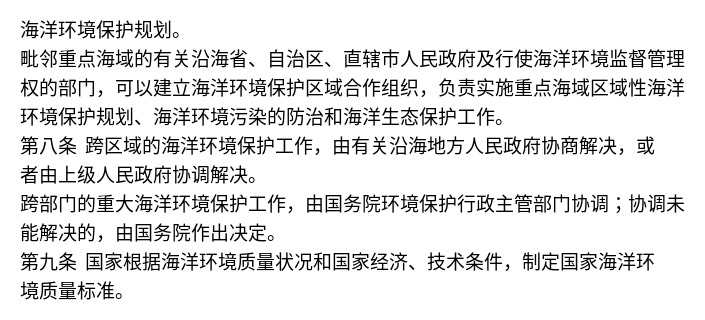 海洋环境保护规划。
毗邻重点海域的有关沿海省、自治区、直辖市人民政府及行使海洋环境监督管理
权的部门，可以建立海洋环境保护区域合作组织，负责实施重点海域区域性海洋
环境保护规划、海洋环境污染的防治和海洋生态保护工作。
第八条 跨区域的海洋环境保护工作，由有关沿海地方人民政府协商解决，或
者由上级人民政府协调解决。
跨部门的重大海洋环境保护工作，由国务院环境保护行政主管部门协调；协调未
能解决的，由国务院作出决定。
第九条 国家根据海洋环境质量状况和国家经济、技术条件，制定国家海洋环
境质量标准。